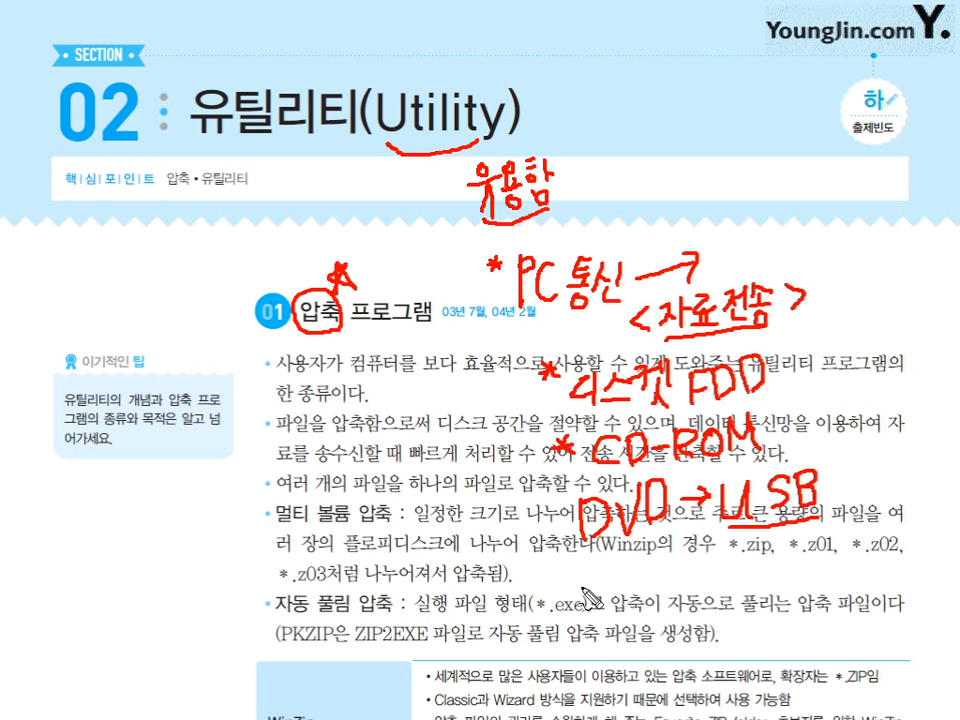 YoungJin.com Y.
SECTION
02 유틸리티(Utility)
하
출제빈도
핵심포인트 압축 • 유틸리티
유용함
* PC 통신
<자료전송>
01 압축 프로그램 03년 7월, 04년 2월
이기적인 팁
유틸리티의 개념과 압축 프로
그램의 종류와 목적은 알고 넘
어가세요.
• 사용자가 컴퓨터를 보다 효율적으로 사용할 수 있게 도와주는 유틸리티 프로그램의
한 종류이다.
* 디스켓 FDD
• 파일을 압축함으로써 디스크 공간을 절약할 수 있으며, 데이터 통신망을 이용하여 자
료를 송수신할 때 빠르게 처리할 수 있어 전송 시간을 단축할 수 있다.
* CD-ROM
• 여러 개의 파일을 하나의 파일로 압축할 수 있다.
DVD → USB
• 멀티 볼륨 압축 : 일정한 크기로 나누어 압축하는 것으로 주로 큰 용량의 파일을 여
러 장의 플로피디스크에 나누어 압축한다(Winzip의 경우 *.zip, *.z01, *.z02,
*.z03처럼 나누어져서 압축됨).
• 자동 풀림 압축 : 실행 파일 형태(*.exe)로 압축이 자동으로 풀리는 압축 파일이다
(PKZIP은 ZIP2EXE 파일로 자동 풀림 압축 파일을 생성함).
• 세계적으로 많은 사용자들이 이용하고 있는 압축 소프트웨어로, 확장자는 *.ZIP임
• Classic과 Wizard 방식을 지원하기 때문에 선택하여 사용 가능함